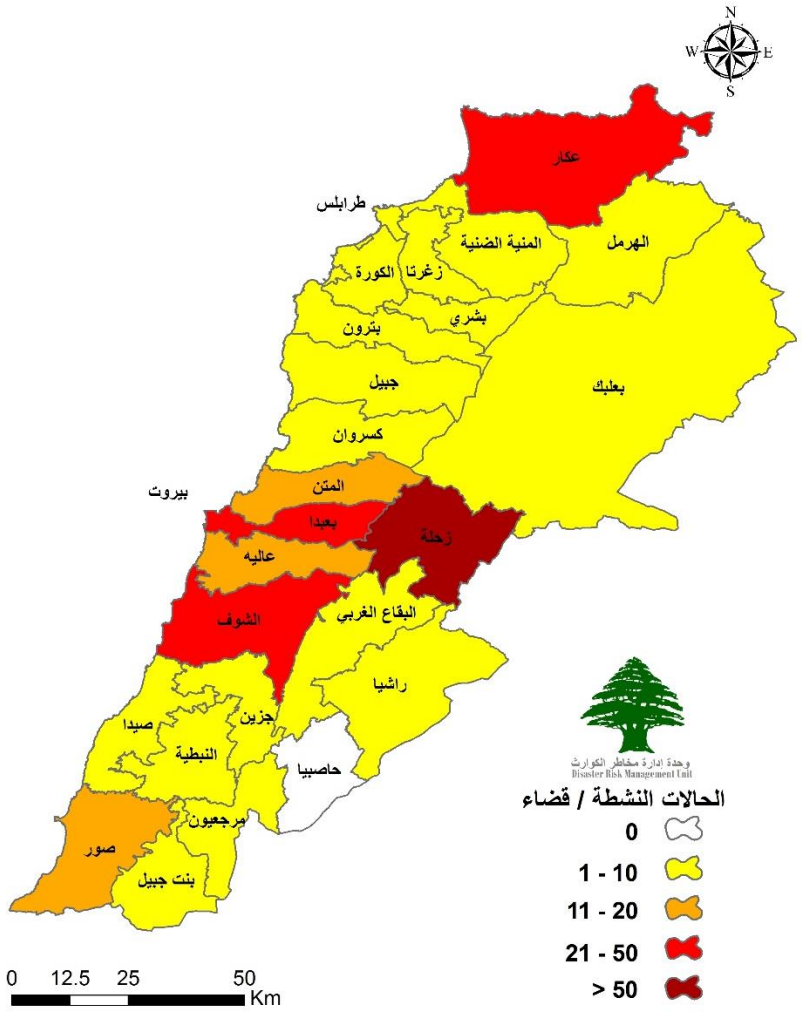 N
W E
S
عكار
طرابلس
المنية الضنية
الهرمل
زغرتا
الكورة
بشري
بترون
بعلبك
جبيل
كسروان
المتن
بيروت
بعبدا
زحلة
عاليه
البقاع الغربي
الشوف
راشيا
صيدا
جزين
النبطية
حاصبيا
مرجعيون
صور
بنت جبيل
وحدة إدارة مخاطر الكوارث
Disaster Risk Management Unit
الحالات النشطة / قضاء
0
1 - 10
11 - 20
21 - 50
> 50
0 12.5 25 50
Km